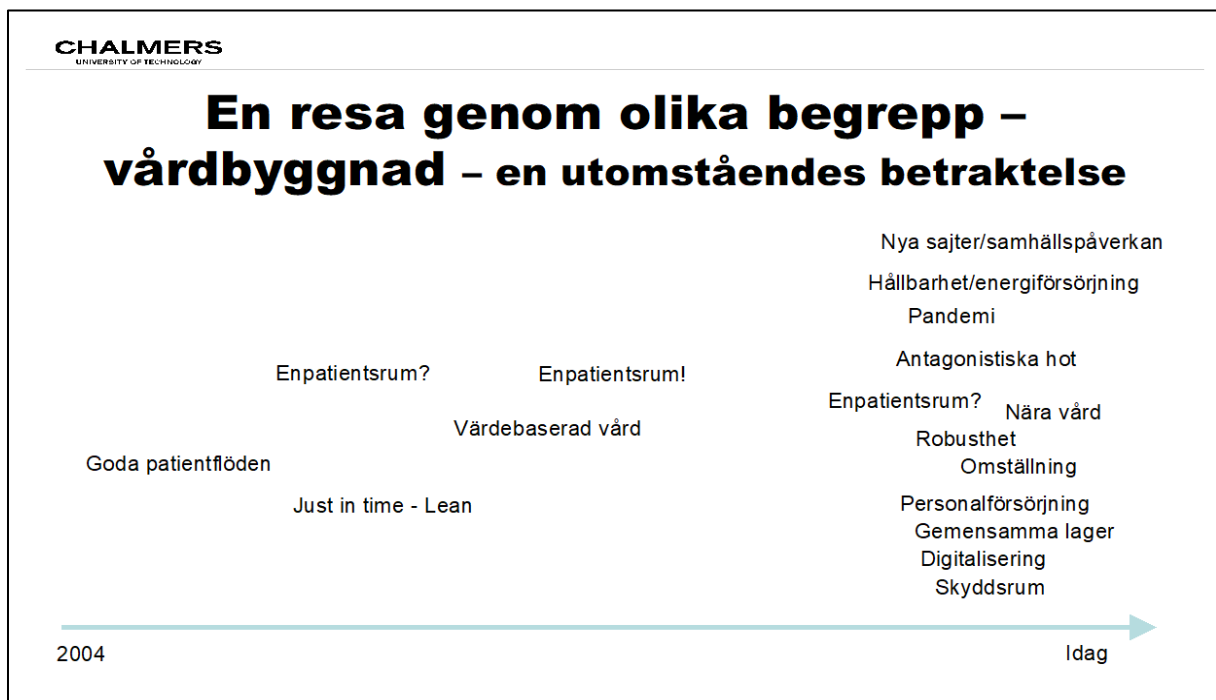 CHALMERS
UNIVERSITY OF TECHNOLOGY
En resa genom olika begrepp –
vårdbyggnad – en utomståendes betraktelse
Nya sajter/samhällspåverkan
Hållbarhet/energiförsörjning
Pandemi
Antagonistiska hot
Enpatientsrum?
Enpatientsrum!
Enpatientsrum?
Nära vård
Värdebaserad vård
Robusthet
Goda patientflöden
Omställning
Just in time - Lean
Personalförsörjning
Gemensamma lager
Digitalisering
Skyddsrum
2004
Idag